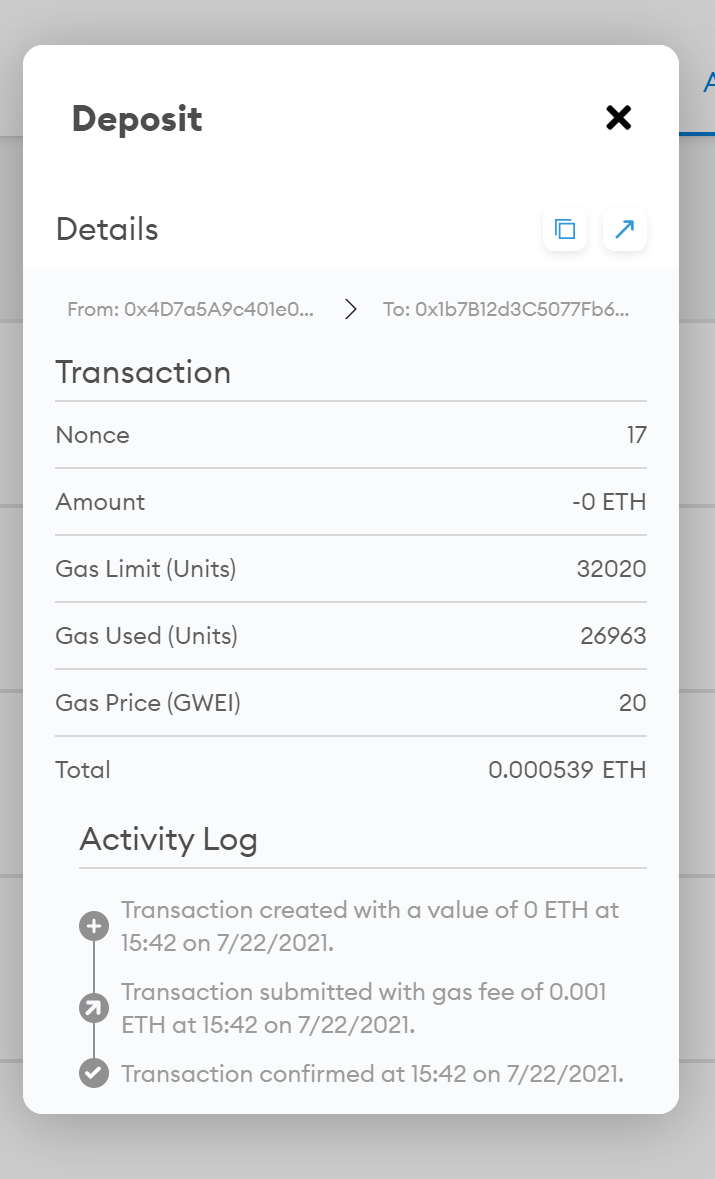 Deposit
Details
From: 0x4D7a5A9c401e0...
To: 0x1b7B12d3C5077Fb6...
Transaction
Nonce 17
Amount -0 ETH
Gas Limit (Units) 32020
Gas Used (Units) 26963
Gas Price (GWEI) 20
Total 0.000539 ETH
Activity Log
Transaction created with a value of 0 ETH at
15:42 on 7/22/2021.
Transaction submitted with gas fee of 0.001
ETH at 15:42 on 7/22/2021.
Transaction confirmed at 15:42 on 7/22/2021.